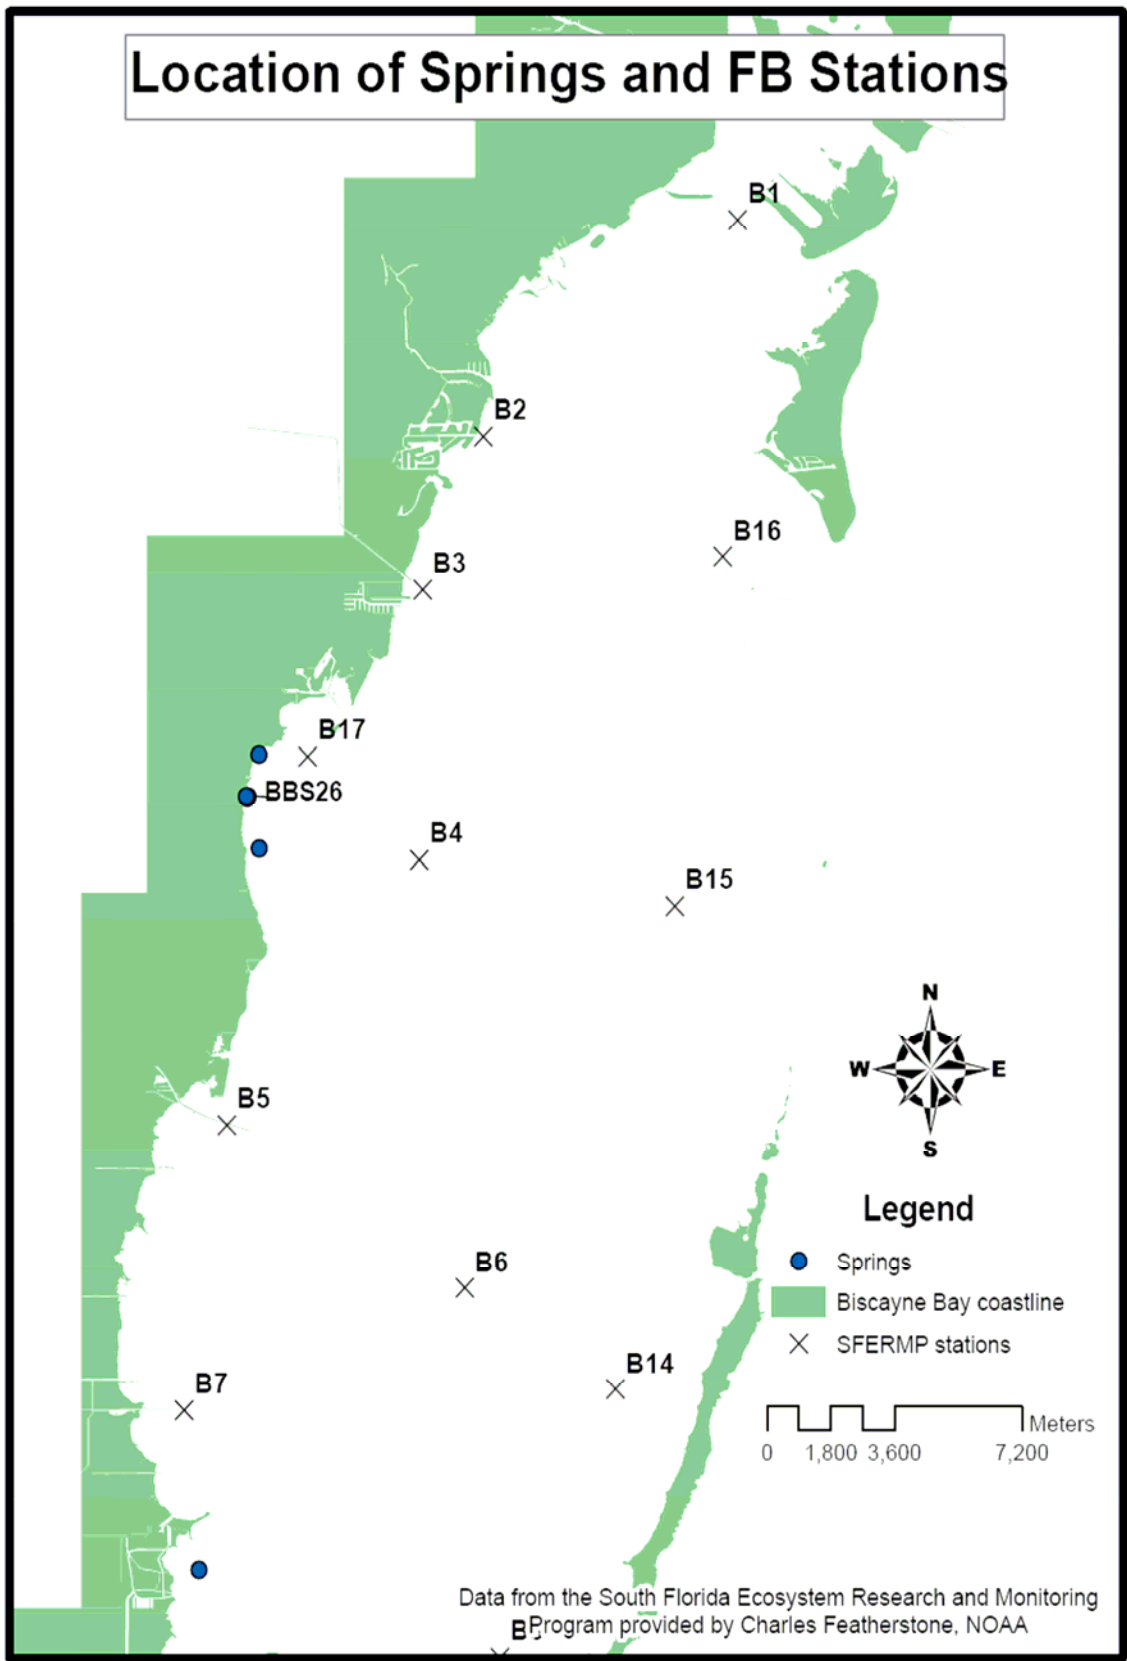 Location of Springs and FB Stations
B1
B2
B16
B3
B17
BBS26
B4
B15
N
W E
S
B5
Legend
B6
Springs
Biscayne Bay coastline
SFERMP stations
B14
B7
Meters
0 1,800 3,600 7,200
Data from the South Florida Ecosystem Research and Monitoring
Program provided by Charles Featherstone, NOAA